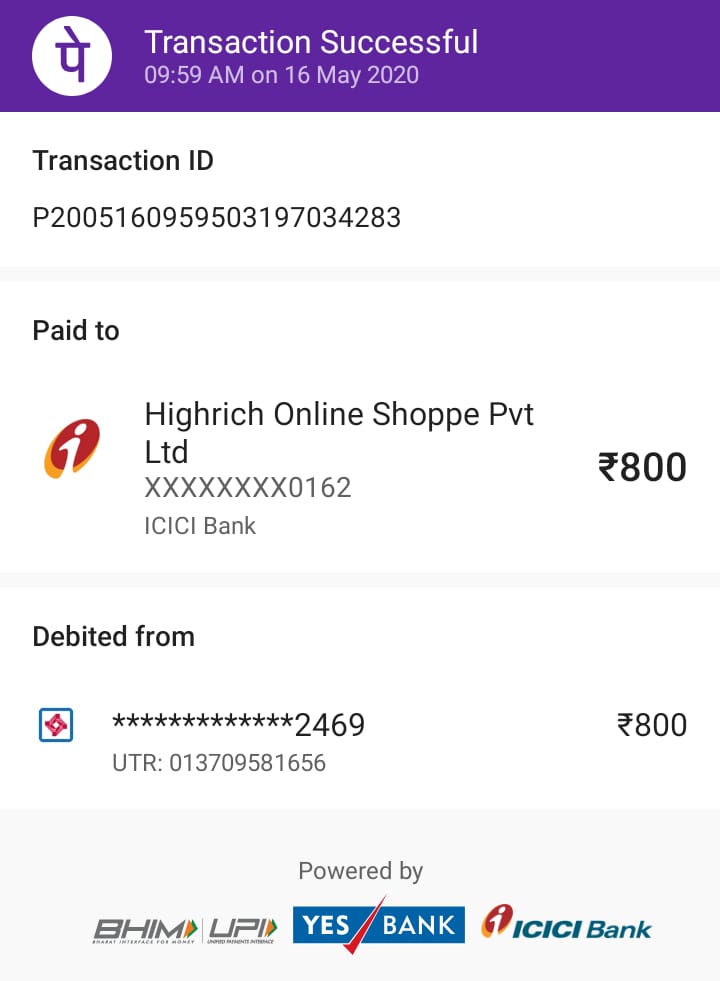 पे
Transaction Successful
09:59 AM on 16 May 2020
Transaction ID
P2005160959503197034283
Paid to
Highrich Online Shoppe Pvt
Ltd
XXXXXXXX0162
ICICI Bank
₹800
Debited from
*************2469
₹800
UTR: 013709581656
Powered by
BHIM UPI YES BANK ICICI Bank
BHARAT INTERFACE FOR MONEY UNIFIED PAYMENTS INTERFACE